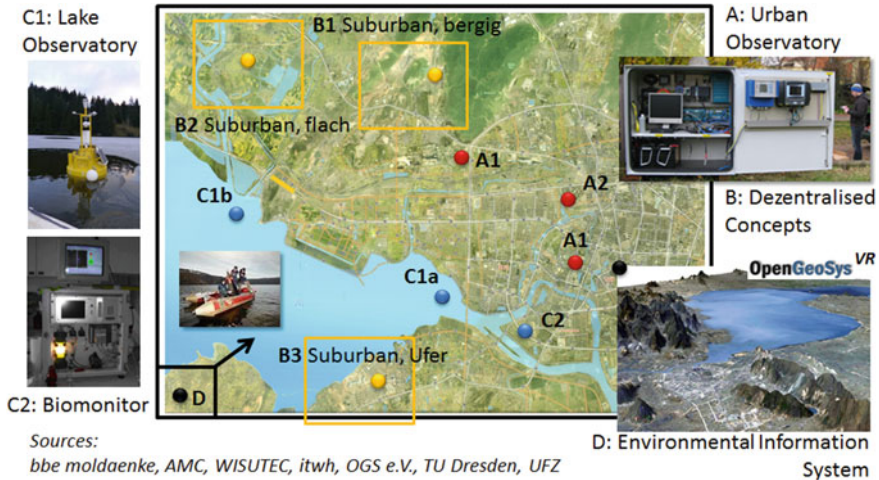 C1: Lake
Observatory
B1 Suburban, bergig
A: Urban
Observatory
B2 Suburban, flach
A1
C1b
A2
B: Dezentralised
Concepts
A1
OpenGeoSys VR
C1a
C2
B3 Suburban, Ufer
D
C2: Biomonitor
D: Environmental Information
System
Sources:
bbe moldaenke, AMC, WISUTEC, itwh, OGS e.V., TU Dresden, UFZ